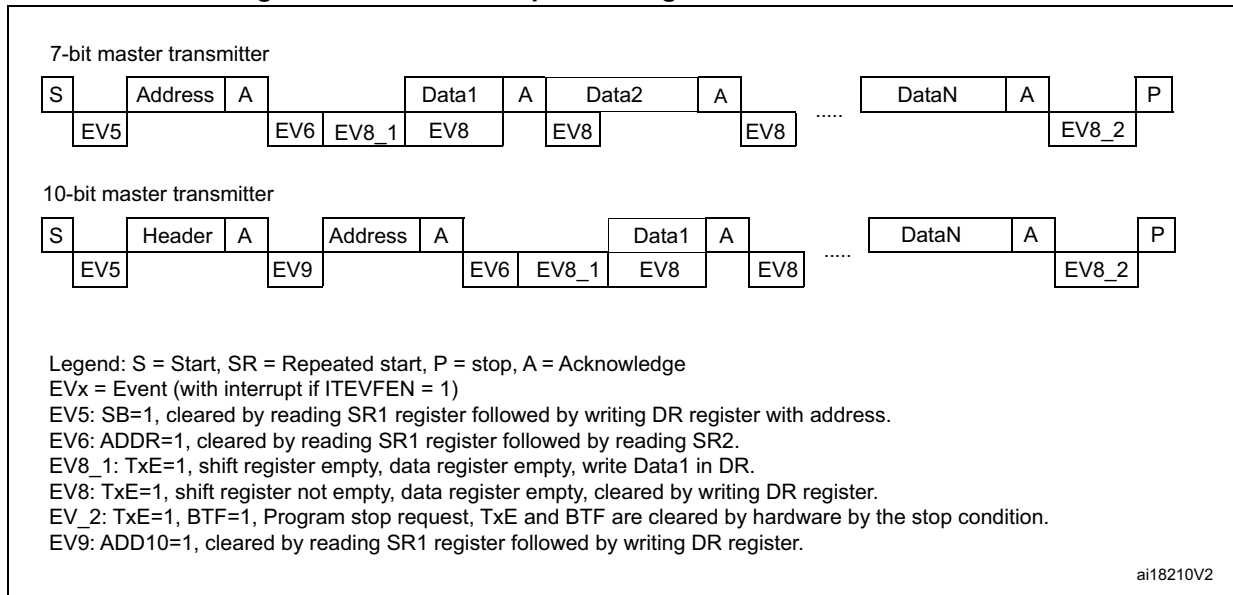 7-bit master transmitter
S Address A Data1 A Data2 A ..... DataN A P
EV5 EV6 EV8_1 EV8 EV8 EV8 EV8_2
10-bit master transmitter
S Header A Address A Data1 A ..... DataN A P
EV5 EV9 EV6 EV8_1 EV8 EV8 EV8_2
Legend: S = Start, SR = Repeated start, P = stop, A = Acknowledge
EVx = Event (with interrupt if ITEVFEN = 1)
EV5: SB=1, cleared by reading SR1 register followed by writing DR register with address.
EV6: ADDR=1, cleared by reading SR1 register followed by reading SR2.
EV8_1: TxE=1, shift register empty, data register empty, write Data1 in DR.
EV8: TxE=1, shift register not empty, data register empty, cleared by writing DR register.
EV_2: TxE=1, BTF=1, Program stop request, TxE and BTF are cleared by hardware by the stop condition.
EV9: ADD10=1, cleared by reading SR1 register followed by writing DR register.
ai18210V2